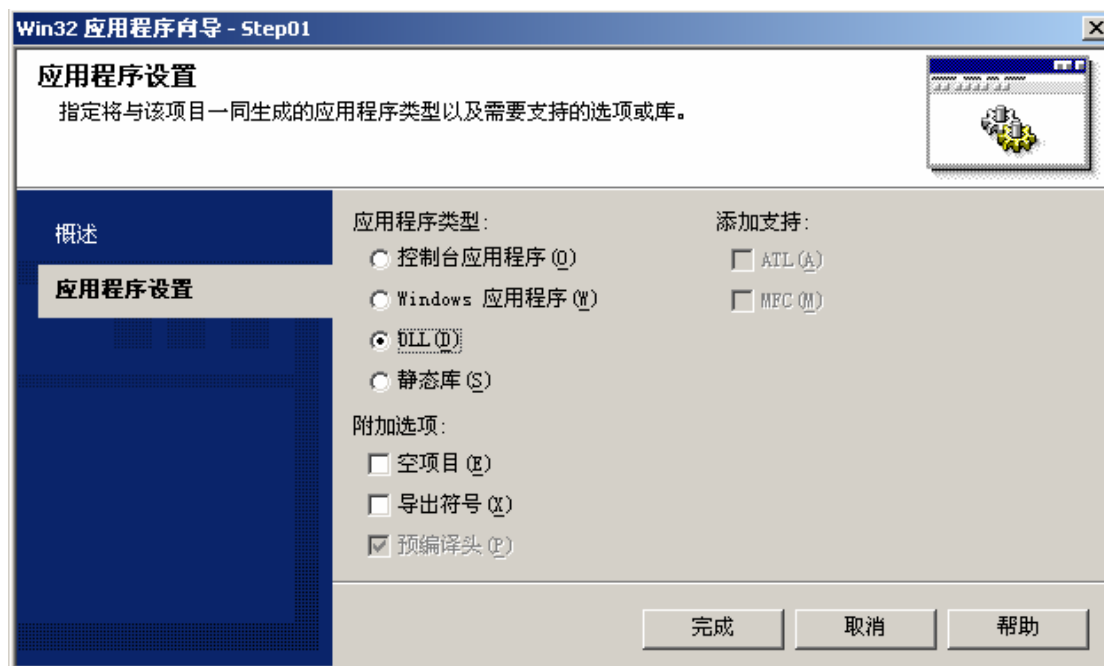 Win32 应用程序向导 - Step01
应用程序设置
指定将与该项目一同生成的应用程序类型以及需要支持的选项或库。
概述
应用程序设置
应用程序类型:
控制台应用程序(O)
Windows 应用程序(W)
DLL(D)
静态库(S)
附加选项:
空项目(E)
导出符号(X)
预编译头(P)
添加支持:
ATL(A)
MFC(M)
完成
取消
帮助